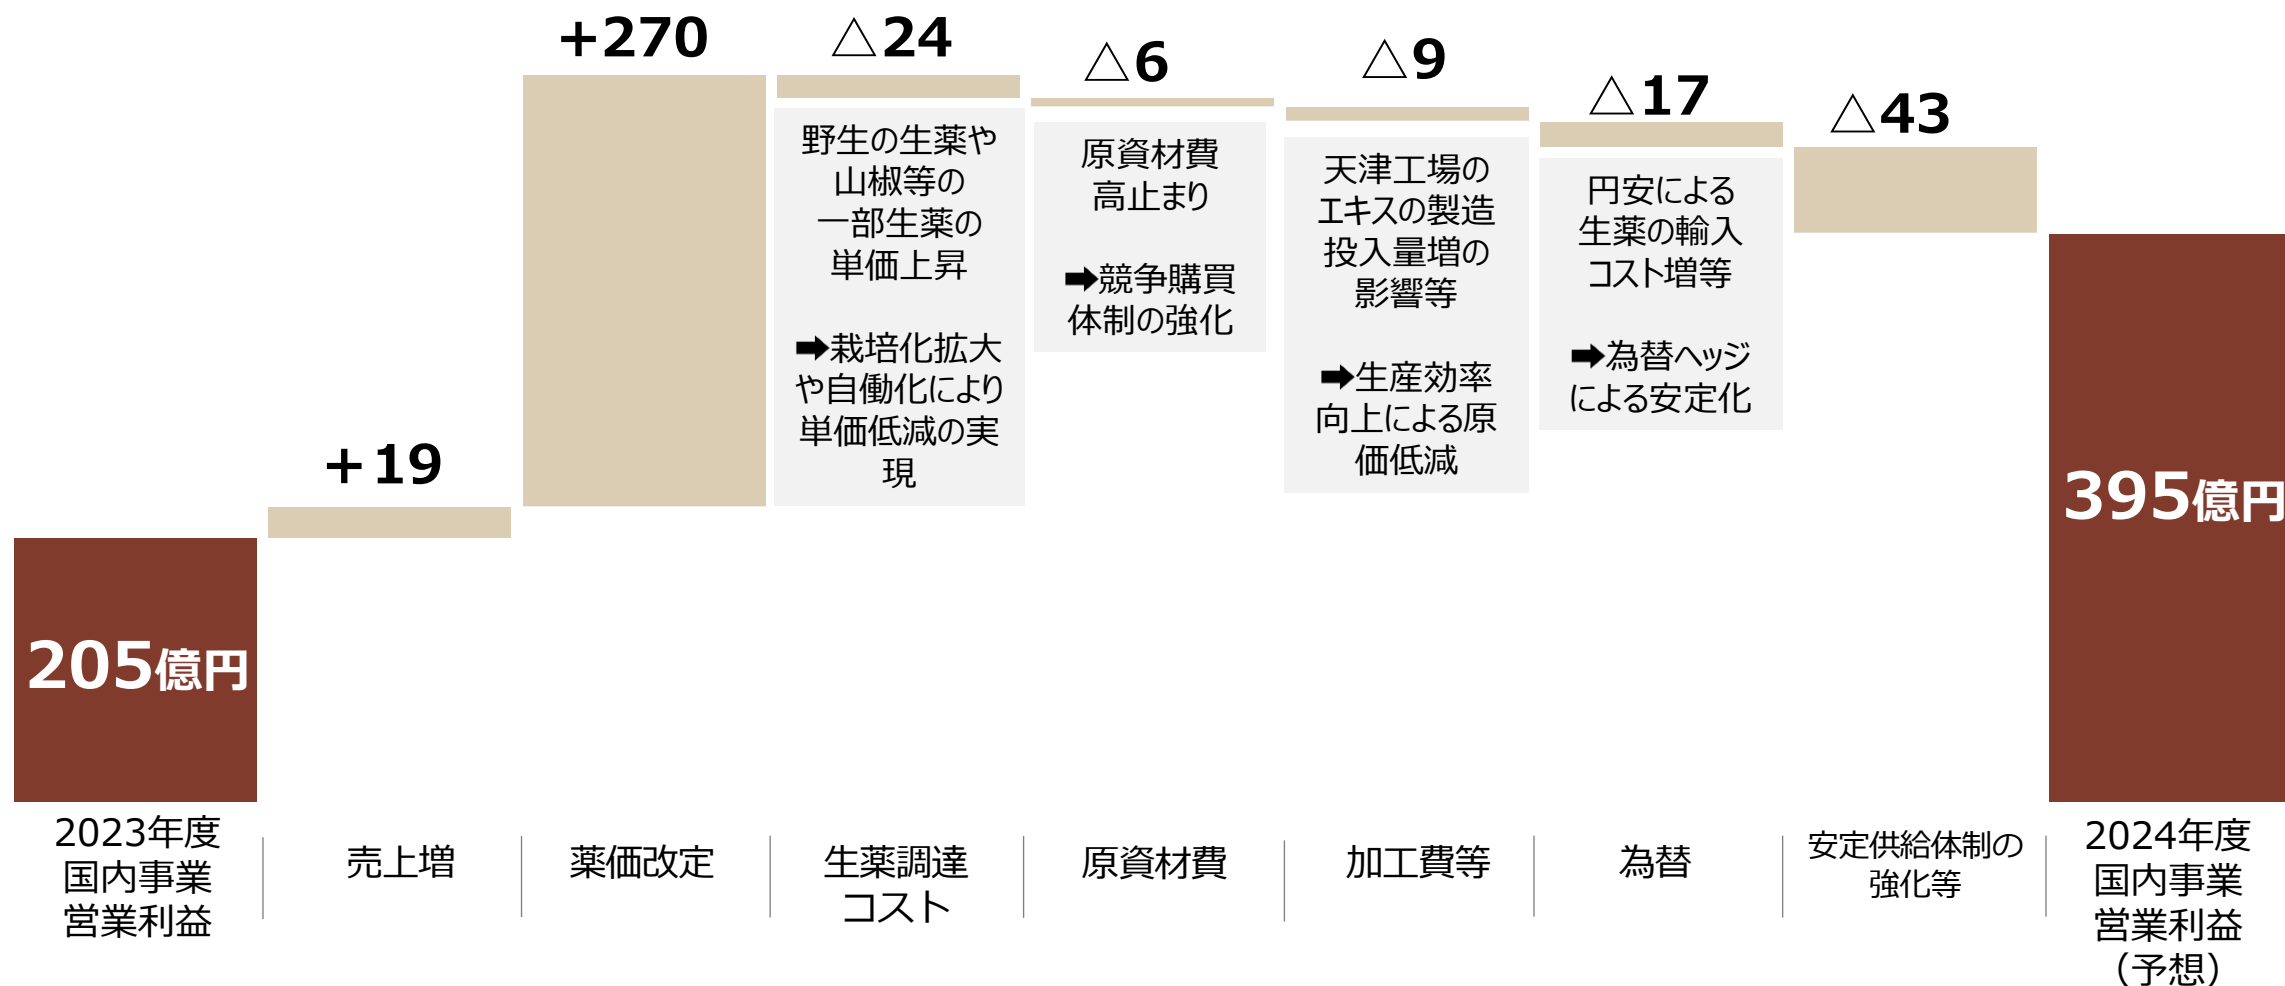 +19
+270
△24
△6
△9
△17
△43
野生の生薬や
山椒等の
一部生薬の
単価上昇
➡栽培化拡大
や自働化により
単価低減の実
現
原資材費
高止まり
➡競争購買
体制の強化
天津工場の
エキスの製造
投入量増の
影響等
➡生産効率
向上による原
価低減
円安による
生薬の輸入
コスト増等
➡為替ヘッジ
による安定化
205億円
395億円
2023年度
国内事業
営業利益
売上増
薬価改定
生薬調達
コスト
原資材費
加工費等
為替
安定供給体制の
強化等
2024年度
国内事業
営業利益
（予想）